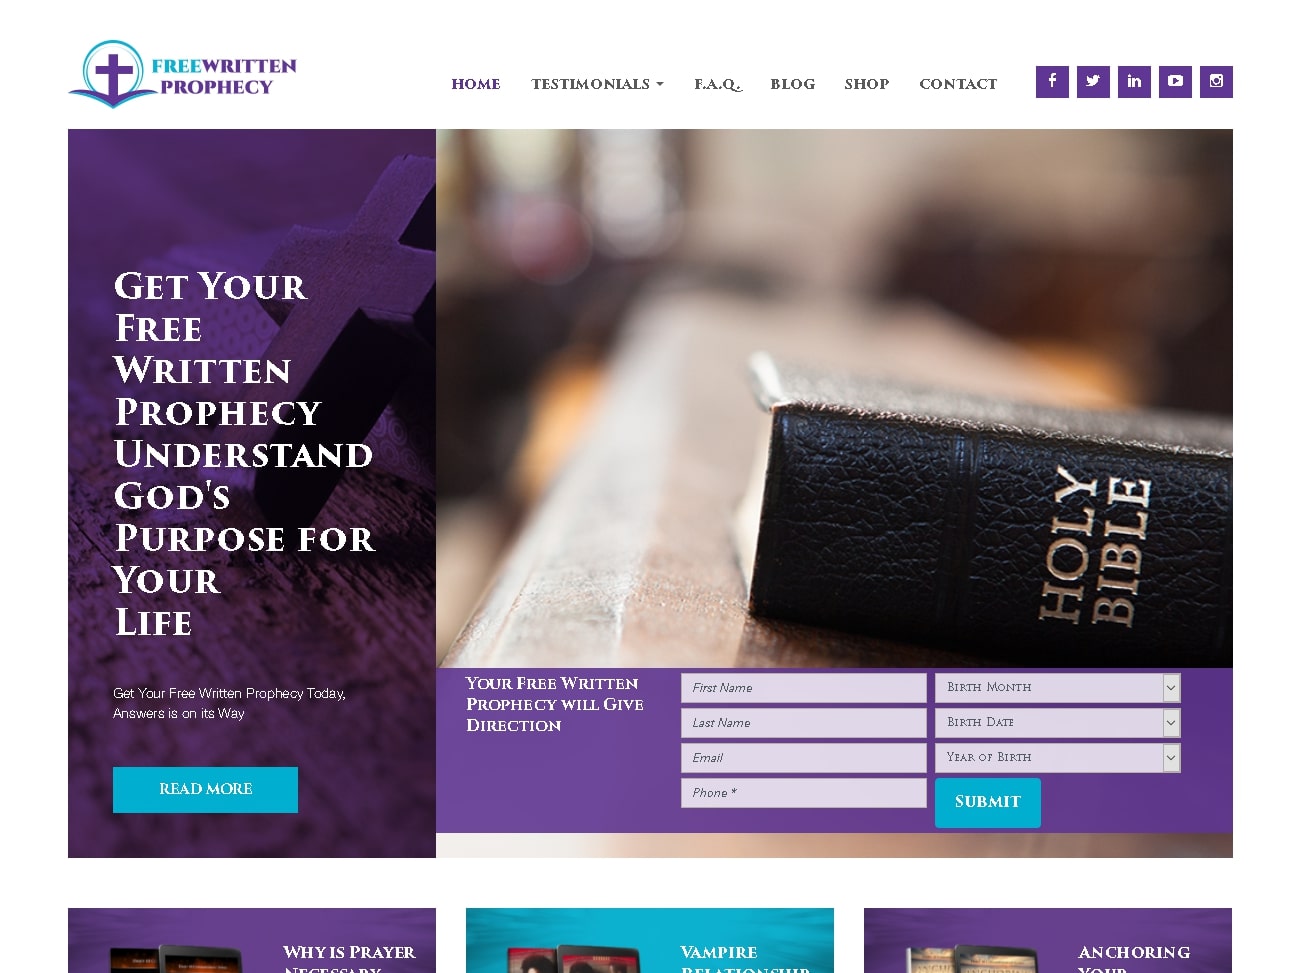 FREEWRITTEN
PROPHECY
HOME
TESTIMONIALS
F.A.Q.
BLOG
SHOP
CONTACT
Get Your
Free
Written
Prophecy
Understand
God's
Purpose for
Your
Life
Get Your Free Written Prophecy Today,
Answers is on its Way
READ MORE
HOLY
BIBLE
Your Free Written
Prophecy will Give
Direction
First Name
Last Name
Email
Phone *
Birth Month
Birth Date
Year of Birth
SUBMIT
Why is Prayer
Necessary
Vampire
Relationship
Anchoring
Your